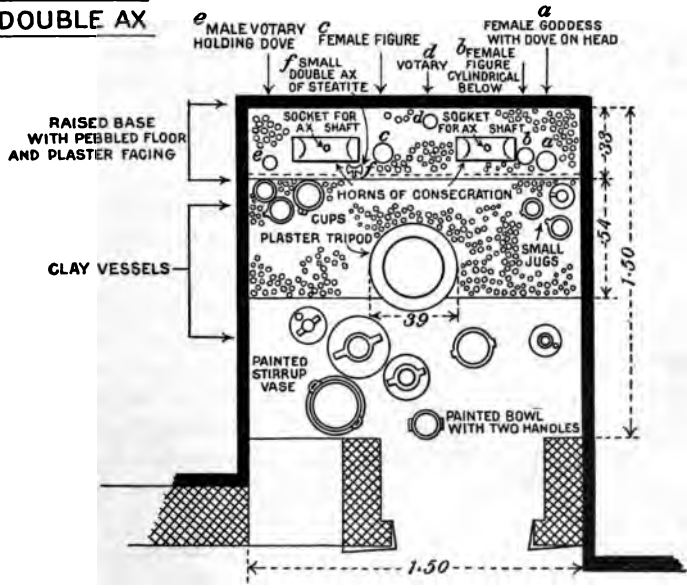 DOUBLE AX
e MALE VOTARY
HOLDING DOVE
c
FEMALE FIGURE
d
VOTARY
b FEMALE
FIGURE
CYLINDRICAL
BELOW
a
FEMALE GODDESS
WITH DOVE ON HEAD
f SMALL
DOUBLE AX
OF STEATITE
RAISED BASE
WITH PEBBLED FLOOR
AND PLASTER FACING
SOCKET FOR
AX SHAFT
SOCKET
FOR AX SHAFT
d
e
c
b
a
f
HORNS OF CONSECRATION
CUPS
PLASTER TRIPOD
SMALL
JUGS
CLAY VESSELS
·38
·54
1·50
·39
PAINTED
STIRRUP
VASE
PAINTED BOWL
WITH TWO HANDLES
1·50